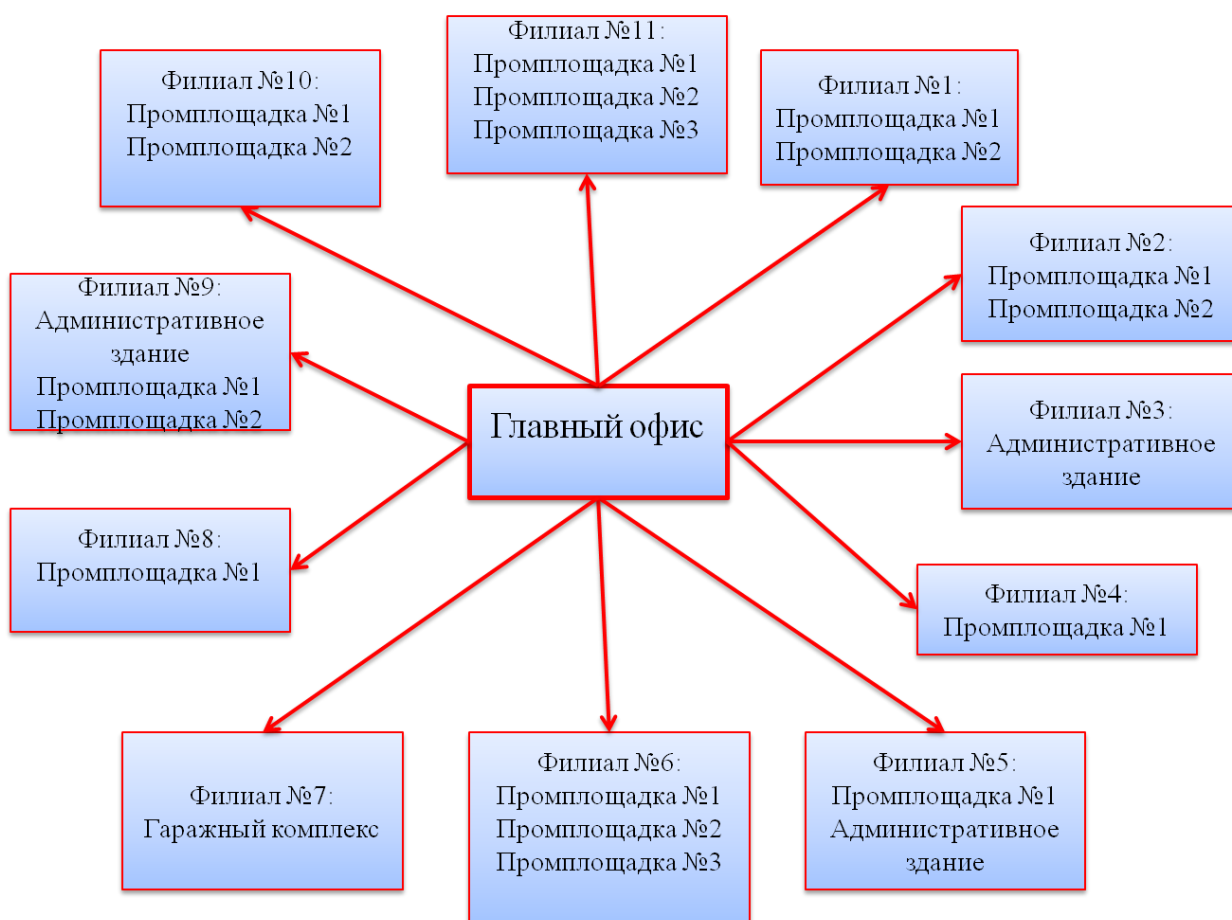 Филиал №10:
Промплощадка №1
Промплощадка №2
Филиал №11:
Промплощадка №1
Промплощадка №2
Промплощадка №3
Филиал №1:
Промплощадка №1
Промплощадка №2
Филиал №2:
Промплощадка №1
Промплощадка №2
Филиал №9:
Административное
здание
Промплощадка №1
Промплощадка №2
Главный офис
Филиал №3:
Административное
здание
Филиал №8:
Промплощадка №1
Филиал №4:
Промплощадка №1
Филиал №7:
Гаражный комплекс
Филиал №6:
Промплощадка №1
Промплощадка №2
Промплощадка №3
Филиал №5:
Промплощадка №1
Административное
здание